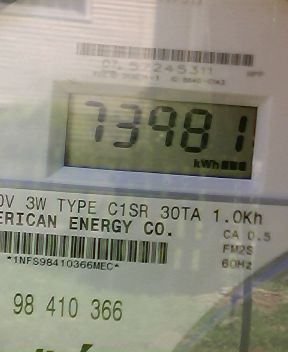 73981
kWh
0V 3W TYPE C1SR 30TA 1.0Kh
ERICAN ENERGY CO.
CA 0.5
FM2S
60Hz
*1NFS98410366MEC*
98 410 366